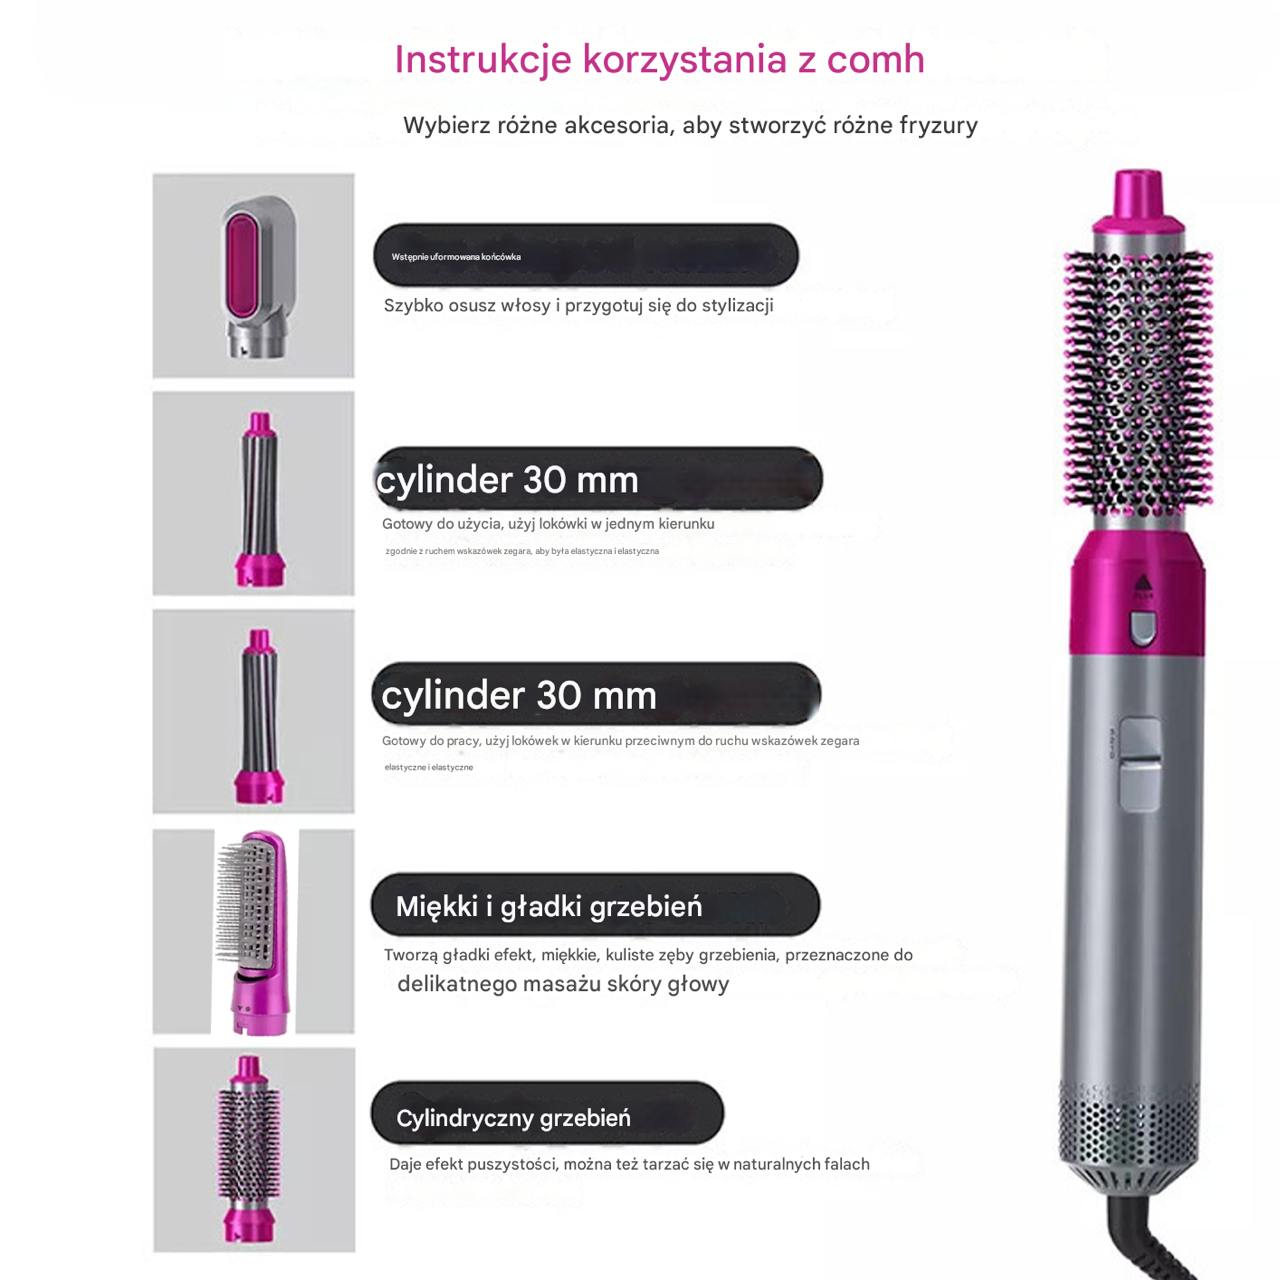 Instrukcje korzystania z comh
Wybierz różne akcesoria, aby stworzyć różne fryzury
Wstępnie uformowana końcówka
Szybko osusz włosy i przygotuj się do stylizacji
cylinder 30 mm
Gotowy do użycia, użyj lokówki w jednym kierunku
zgodnie z ruchem wskazówek zegara, aby była elastyczna i elastyczna
cylinder 30 mm
Gotowy do pracy, użyj lokówek w kierunku przeciwnym do ruchu wskazówek zegara
elastyczne i elastyczne
Miękki i gładki grzebień
Tworzą gładki efekt, miękkie, kuliste zęby grzebienia, przeznaczone do
delikatnego masażu skóry głowy
Cylindryczny grzebień
Daje efekt puszystości, można też tarzać się w naturalnych falach